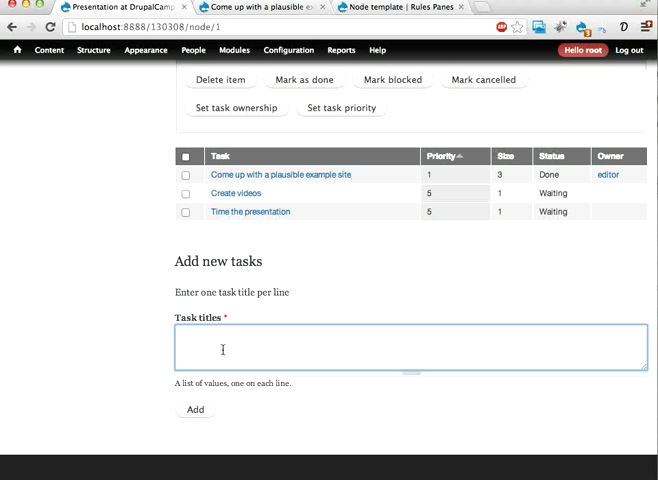 Presentation at DrupalCamp
Come up with a plausible ex
Node template | Rules Panes
localhost:8888/130308/node/1
Content Structure Appearance People Modules Configuration Reports Help Hello root Log out
Delete item Mark as done Mark blocked Mark cancelled
Set task ownership Set task priority
Task Priority Size Status Owner
Come up with a plausible example site 1 3 Done editor
Create videos 5 1 Waiting
Time the presentation 5 1 Waiting
Add new tasks
Enter one task title per line
Task titles *
A list of values, one on each line.
Add